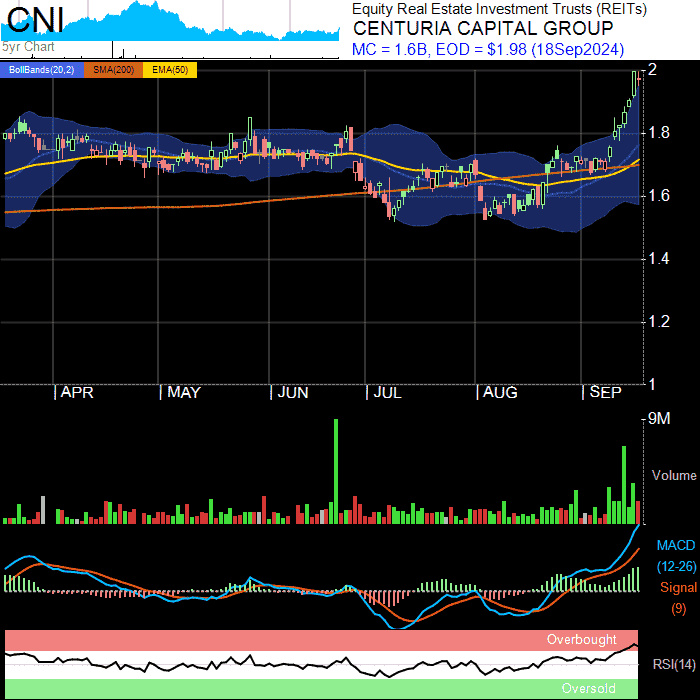 CNI
5yr Chart
Equity Real Estate Investment Trusts (REITs)
CENTURIA CAPITAL GROUP
MC = 1.6B, EOD = $1.98 (18Sep2024)
BollBands(20,2) SMA(200) EMA(50)
2
1.8
1.6
1.4
1.2
1
APR MAY JUN JUL AUG SEP
9M
Volume
MACD
(12-26)
Signal
(9)
Overbought
RSI(14)
Oversold